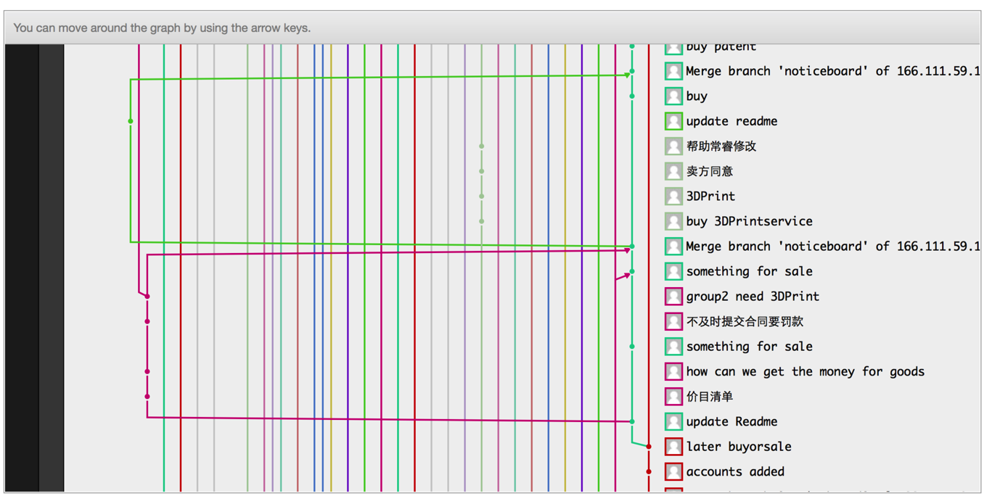 You can move around the graph by using the arrow keys.
buy patent
Merge branch 'noticeboard' of 166.111.59.1
buy
update readme
帮助常睿修改
卖方同意
3DPrint
buy 3DPrintservice
Merge branch 'noticeboard' of 166.111.59.1
something for sale
group2 need 3DPrint
不及时提交合同要罚款
something for sale
how can we get the money for goods
价目清单
update Readme
later buyorsale
accounts added